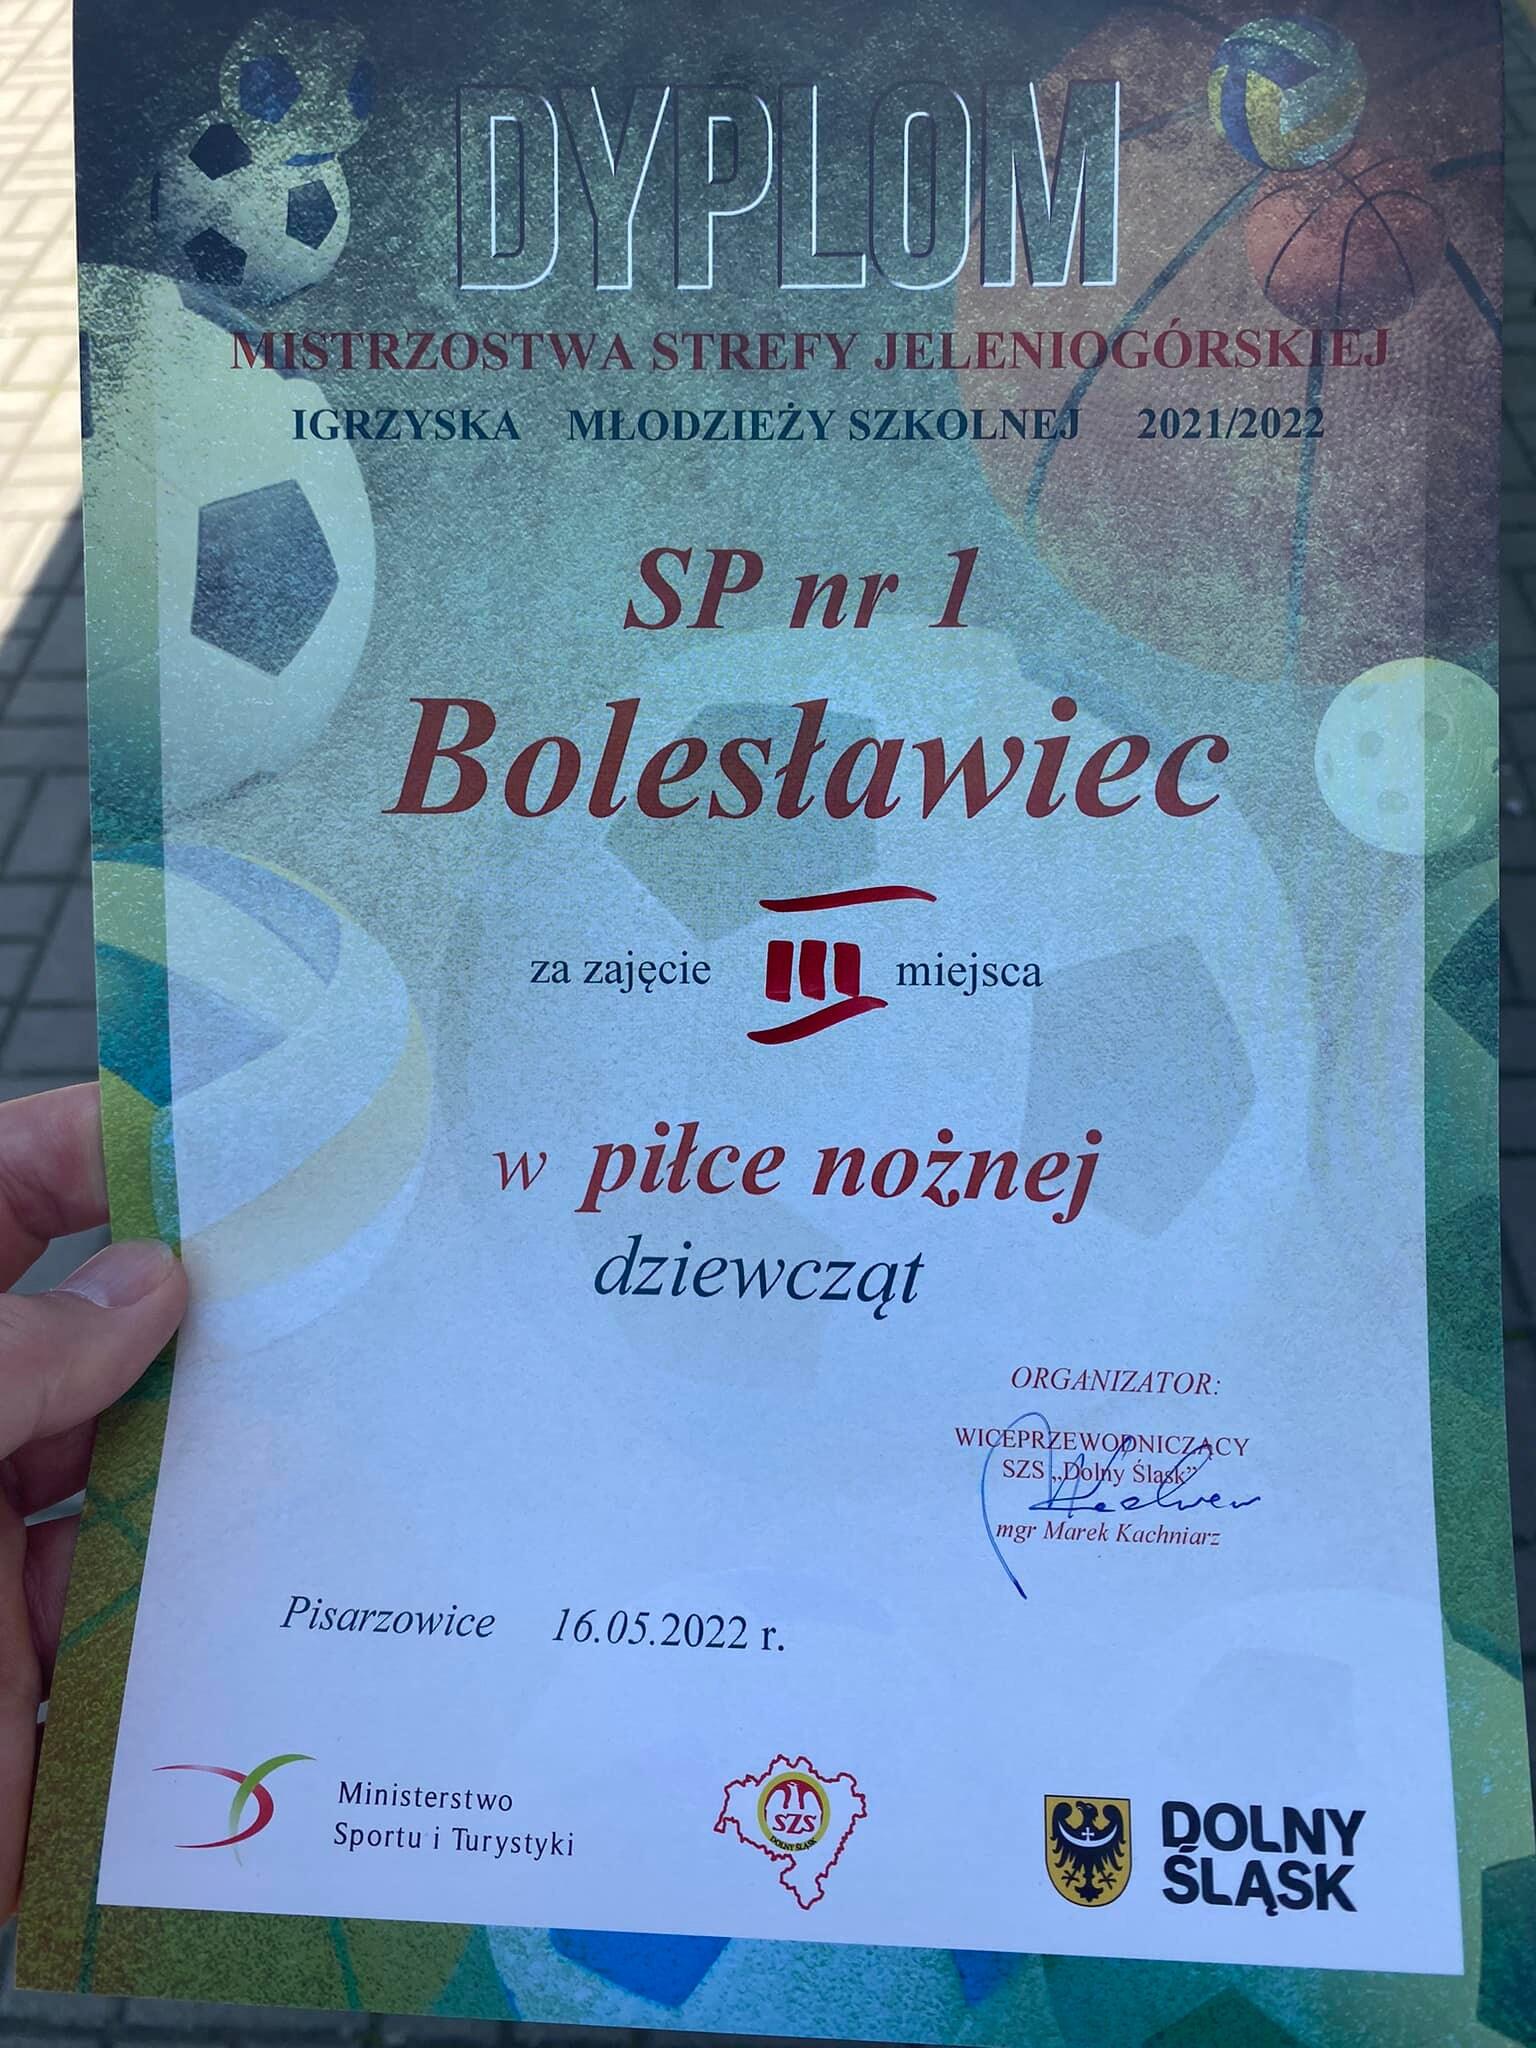 DYPLOM
MISTRZOSTWA STREFY JELENIOGÓRSKIEJ
IGRZYSKA MŁODZIEŻY SZKOLNEJ 2021/2022
SP nr 1
Bolesławiec
za zajęcie III miejsca
w piłce nożnej
dziewcząt
ORGANIZATOR:
WICEPRZEWODNICZĄCY
SZS „Dolny Śląsk”
mgr Marek Kachniarz
Pisarzowice 16.05.2022 r.
Ministerstwo
Sportu i Turystyki
SZS
DOLNY ŚLĄSK
DOLNY
ŚLĄSK